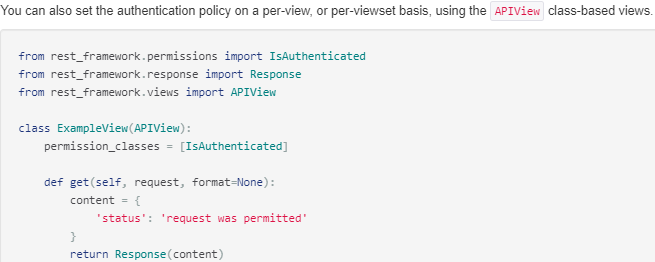 You can also set the authentication policy on a per-view, or per-viewset basis, using the APIView class-based views.
from rest_framework.permissions import IsAuthenticated
from rest_framework.response import Response
from rest_framework.views import APIView
class ExampleView(APIView):
    permission_classes = [IsAuthenticated]
    def get(self, request, format=None):
        content = {
            'status': 'request was permitted'
        }
        return Response(content)